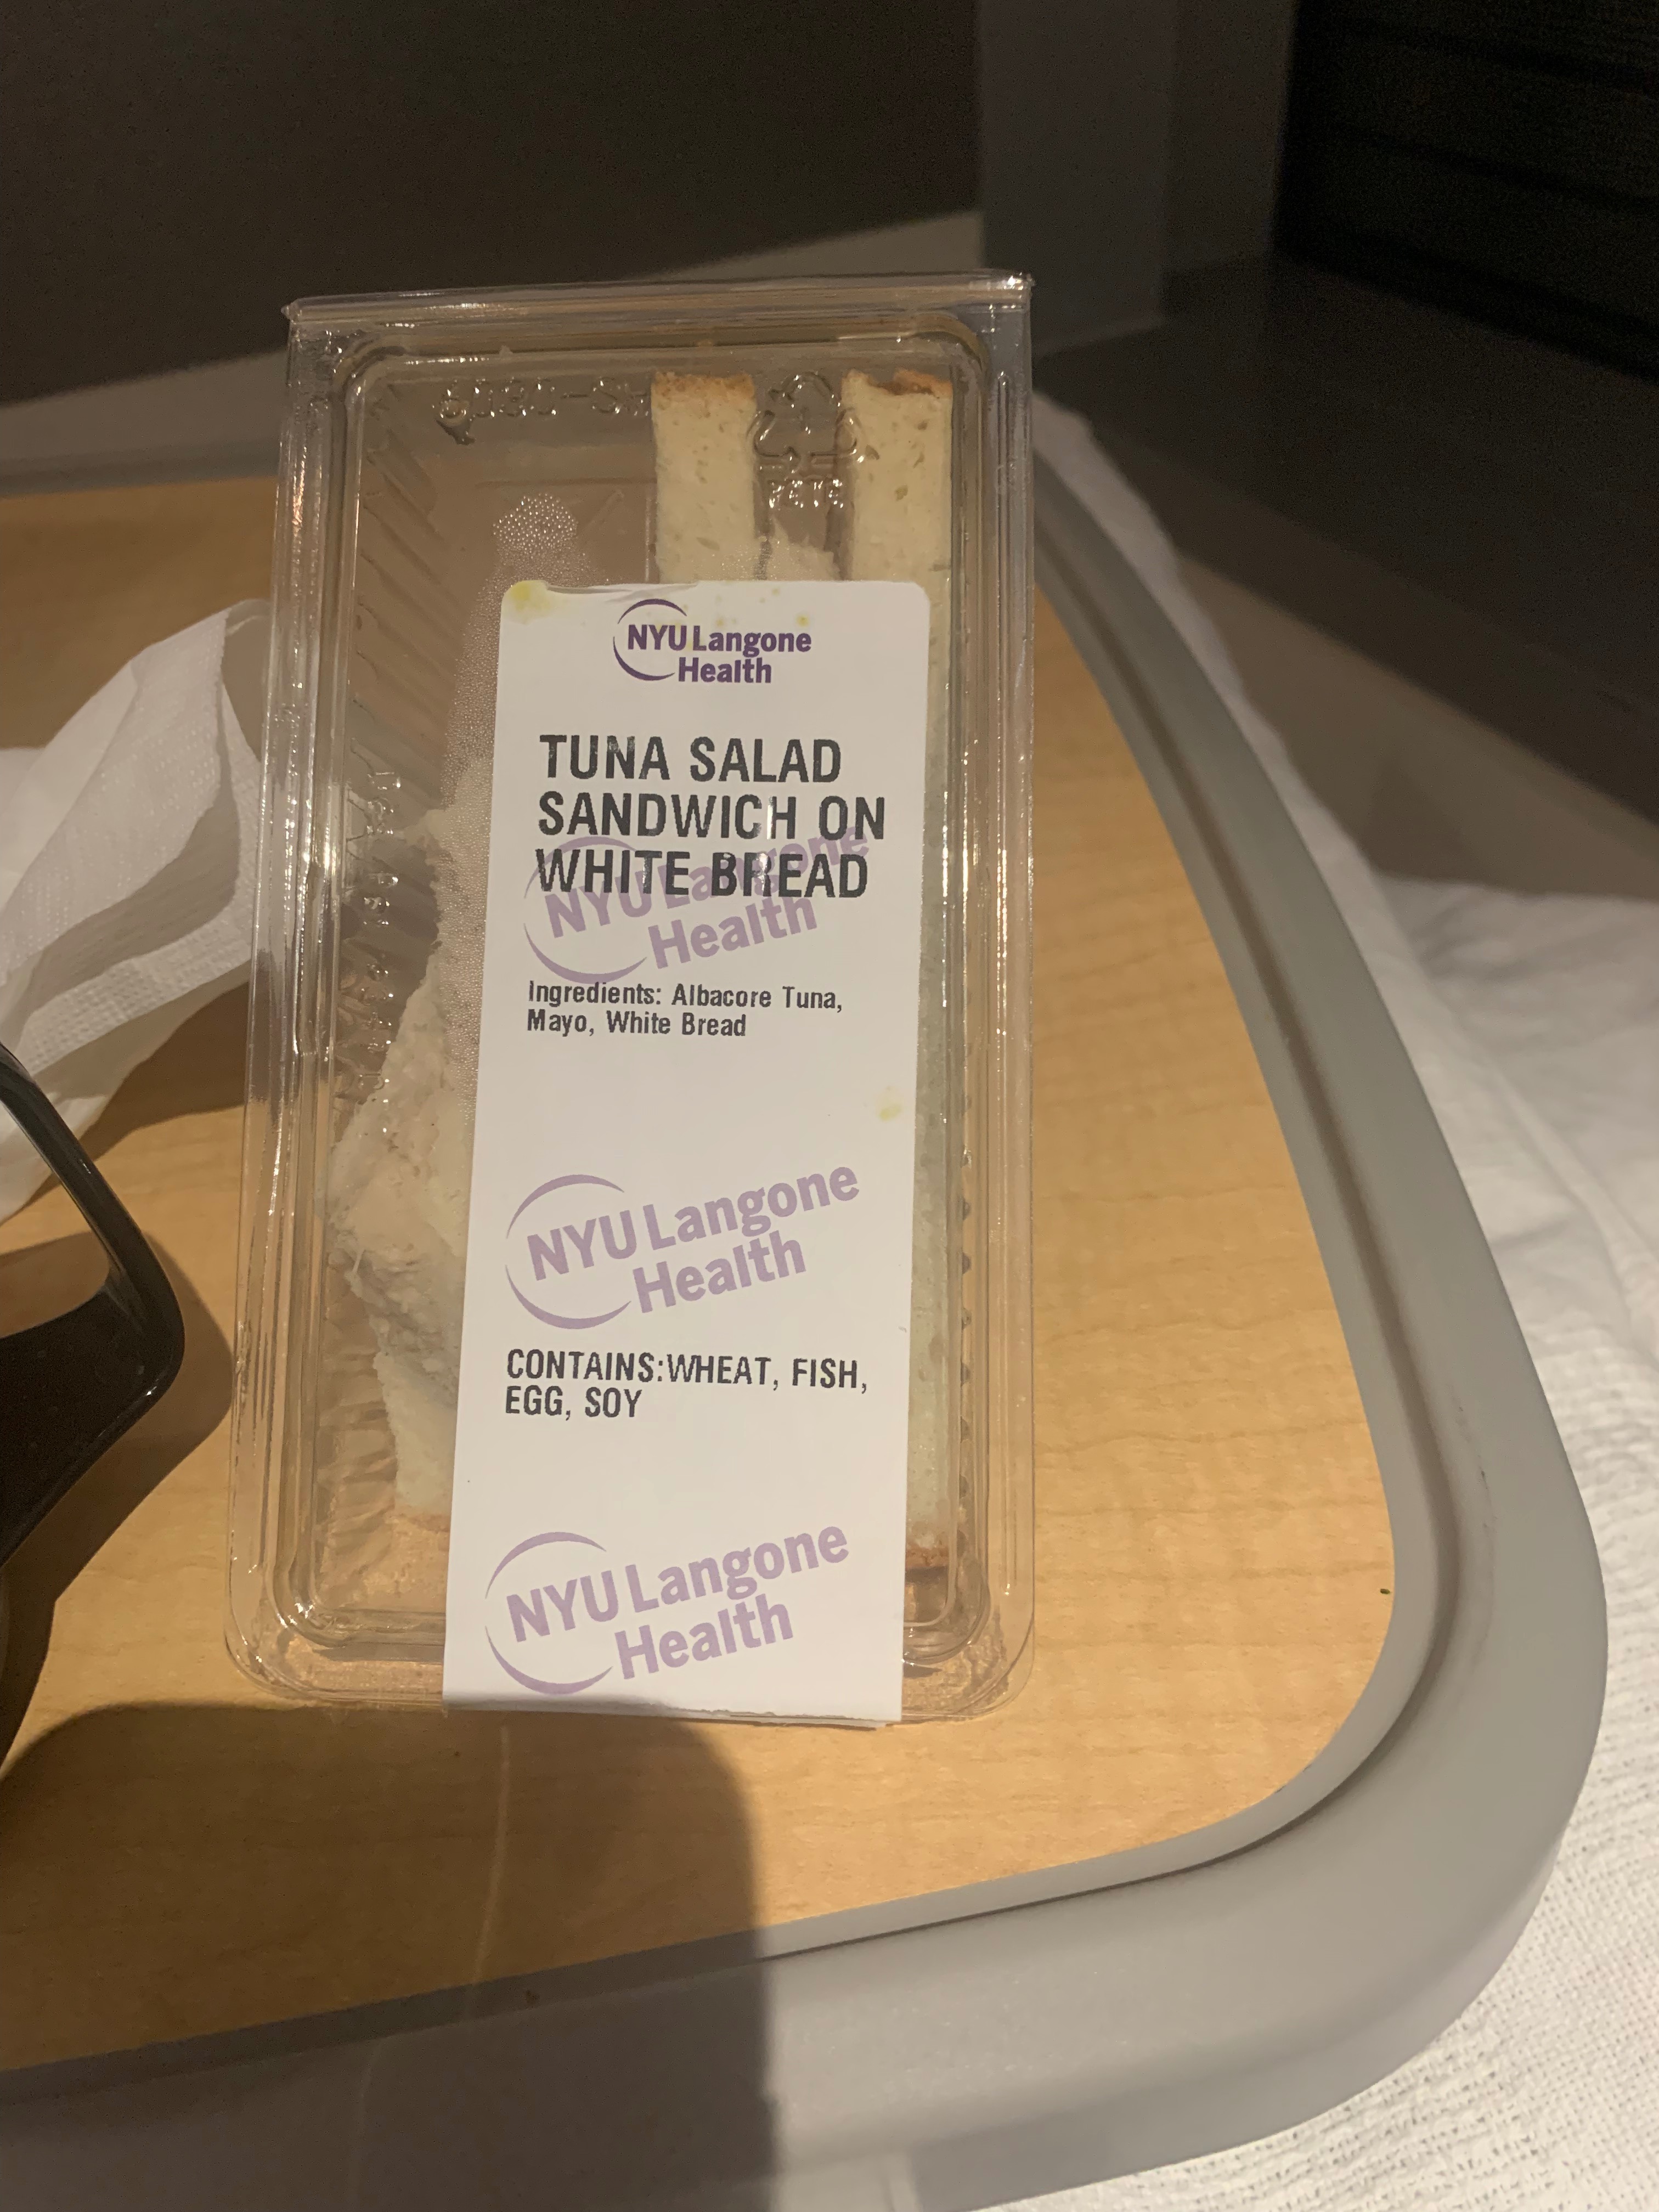 NYU Langone
Health
TUNA SALAD
SANDWICH ON
WHITE BREAD
NYU Langone
Health
Ingredients: Albacore Tuna,
Mayo, White Bread
NYU Langone
Health
CONTAINS:WHEAT, FISH,
EGG, SOY
NYU Langone
Health